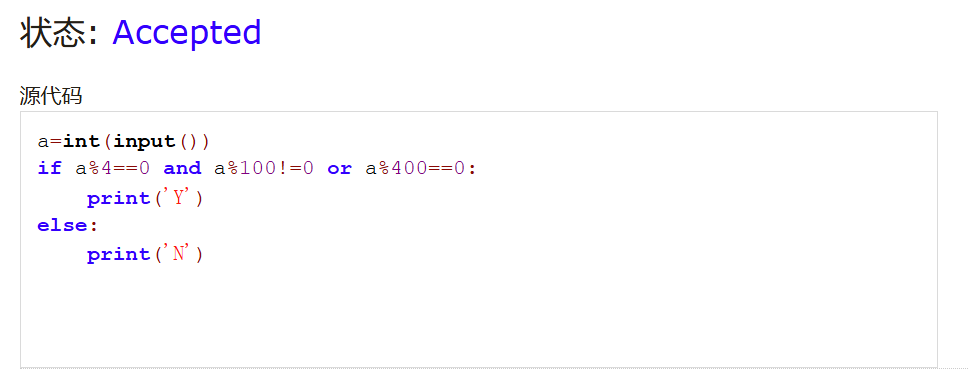 状态: Accepted
源代码
a=int(input())
if a%4==0 and a%100!=0 or a%400==0:
    print('Y')
else:
    print('N')